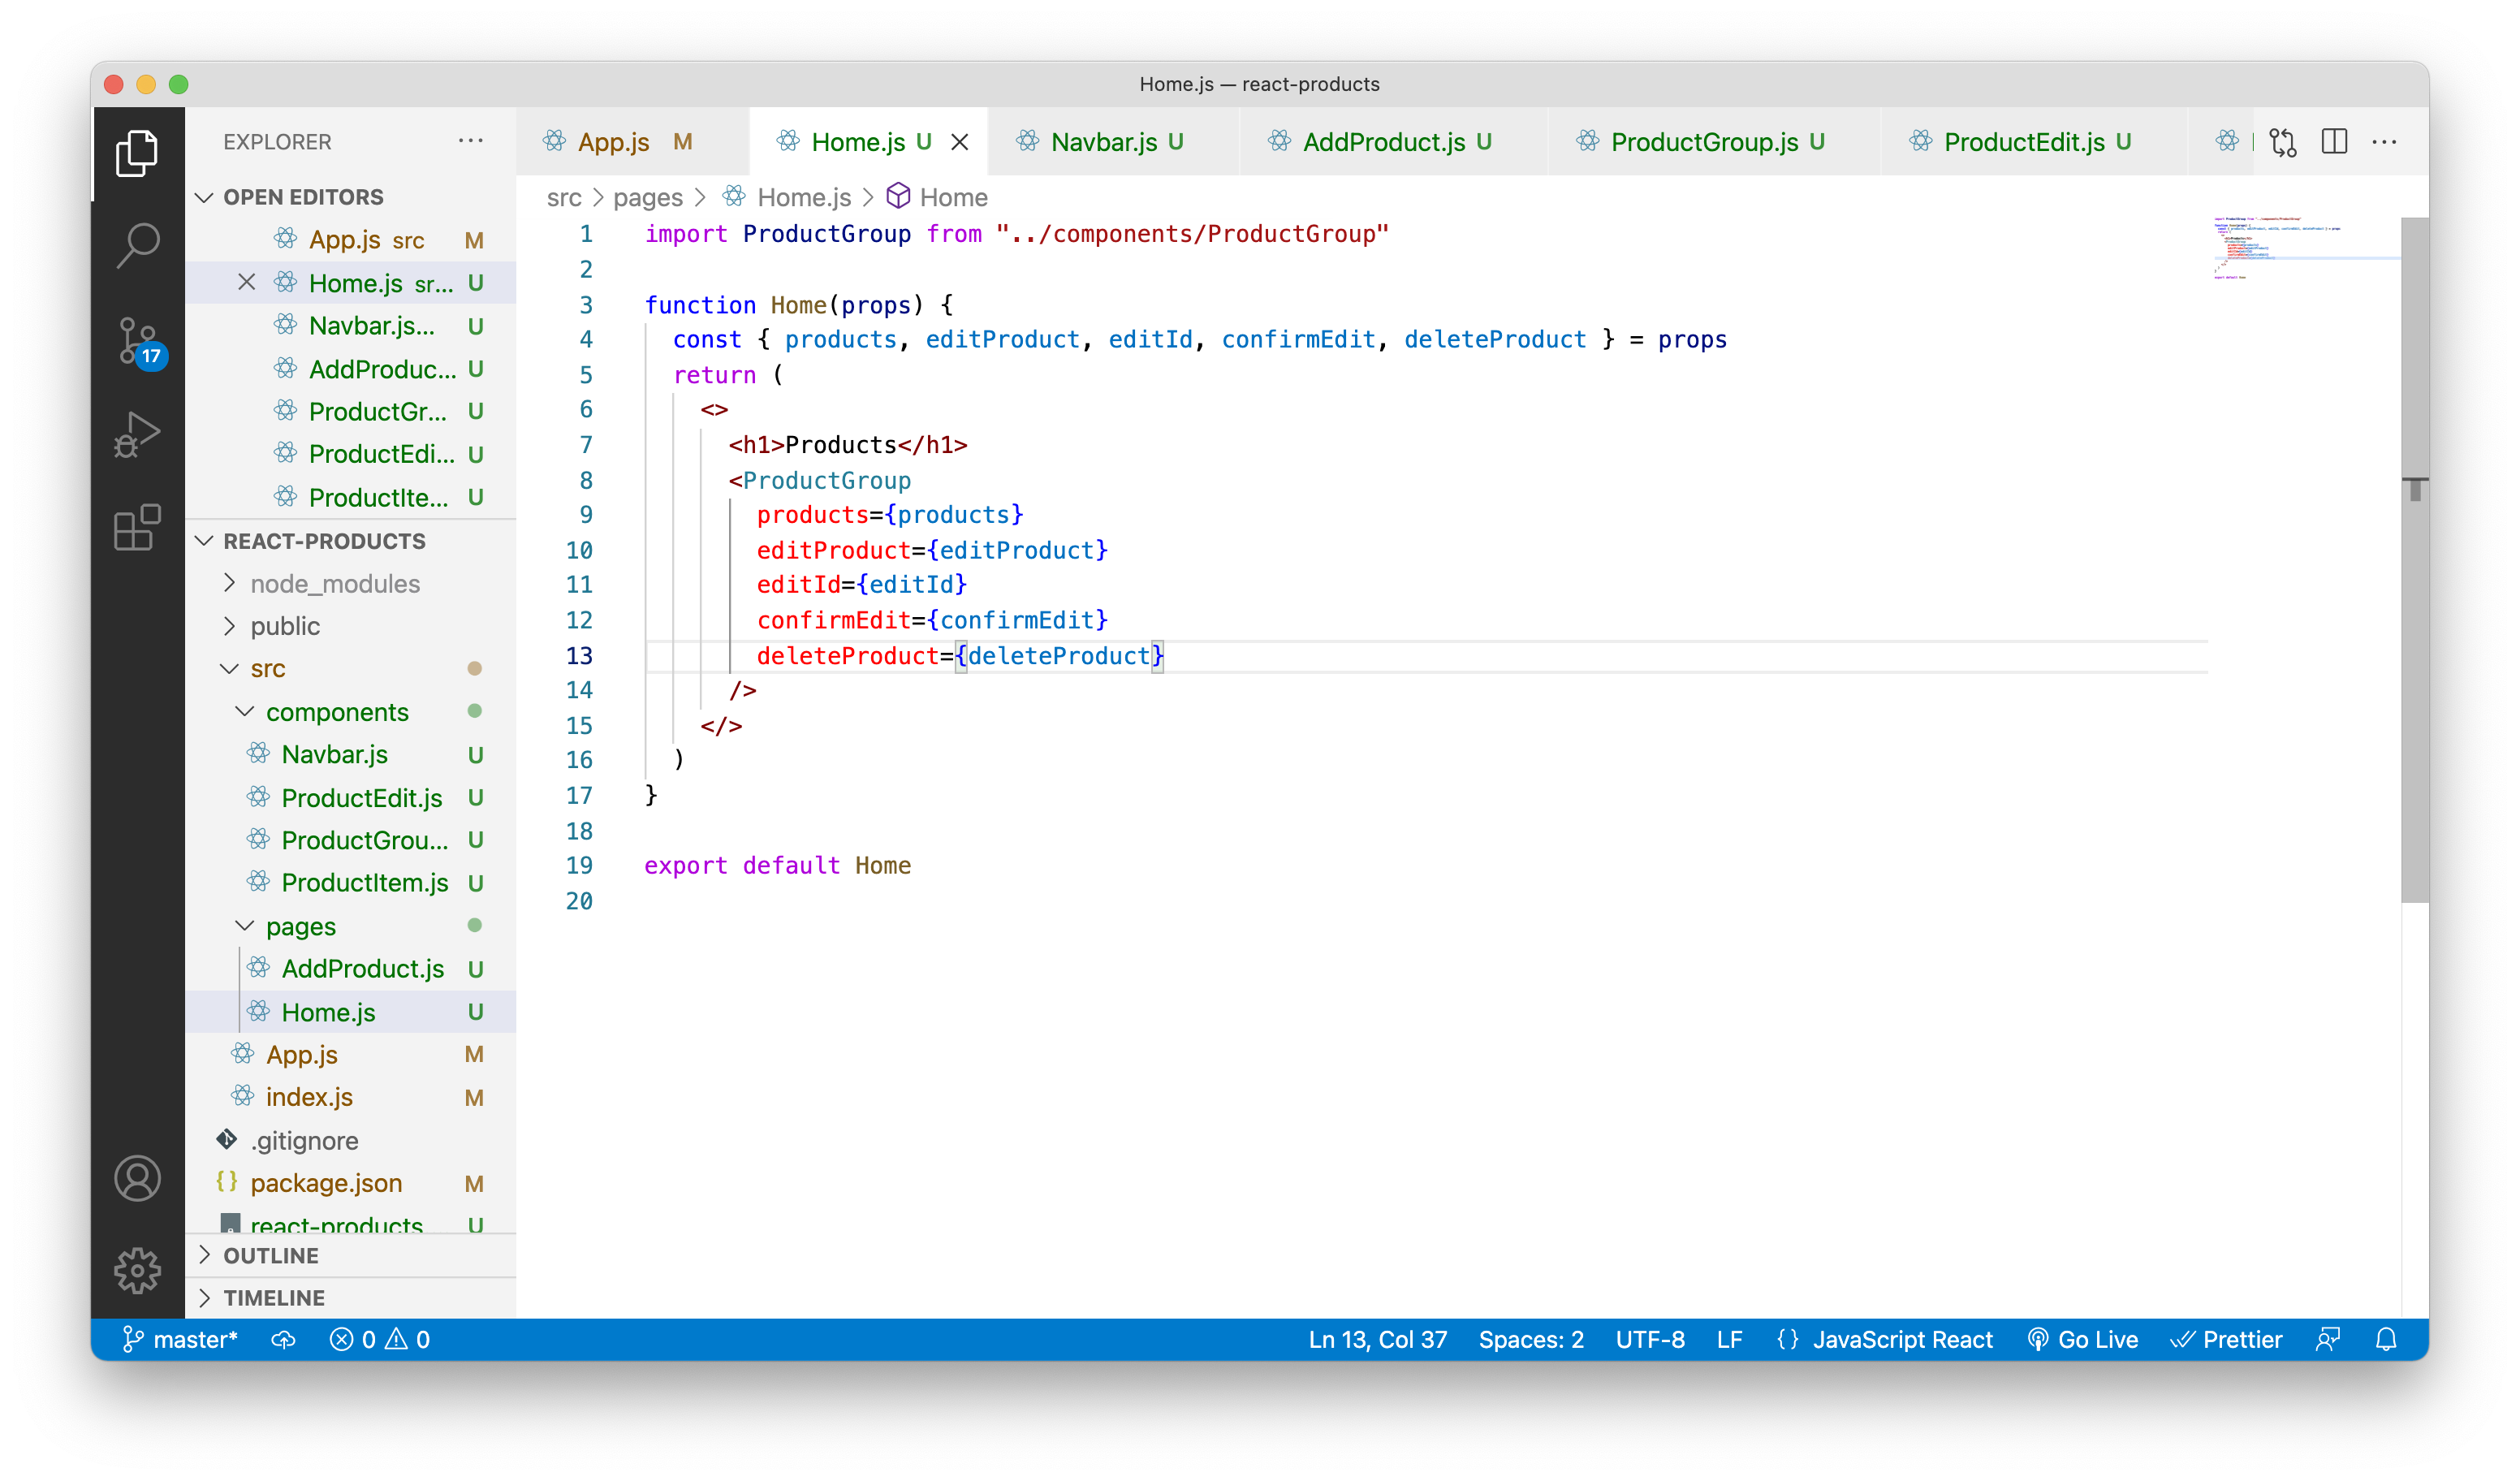 Home.js — react-products
EXPLORER
OPEN EDITORS
App.js src M
Home.js sr... U
Navbar.js... U
AddProduc... U
ProductGr... U
ProductEdi... U
ProductIte... U
REACT-PRODUCTS
node_modules
public
src
components
Navbar.js U
ProductEdit.js U
ProductGrou... U
ProductItem.js U
pages
AddProduct.js U
Home.js U
App.js M
index.js M
.gitignore
package.json M
react-products U
OUTLINE
TIMELINE
17
App.js M Home.js U Navbar.js U AddProduct.js U ProductGroup.js U ProductEdit.js U
src > pages > Home.js > Home
1 import ProductGroup from "../components/ProductGroup"
2
3 function Home(props) {
4 const { products, editProduct, editId, confirmEdit, deleteProduct } = props
5 return (
6 <>
7 <h1>Products</h1>
8 <ProductGroup
9 products={products}
10 editProduct={editProduct}
11 editId={editId}
12 confirmEdit={confirmEdit}
13 deleteProduct={deleteProduct}
14 />
15 </>
16 )
17 }
18
19 export default Home
20
master* 0 0 Ln 13, Col 37 Spaces: 2 UTF-8 LF {} JavaScript React Go Live Prettier